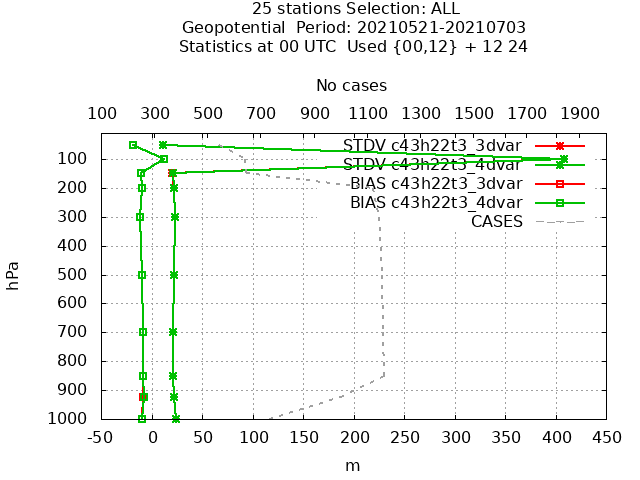 25 stations Selection: ALL
Geopotential  Period: 20210521-20210703
Statistics at 00 UTC  Used {00,12} + 12 24
No cases
100 300 500 700 900 1100 1300 1500 1700 1900
STDV c43h22t3_3dvar
STDV c43h22t3_4dvar
BIAS c43h22t3_3dvar
BIAS c43h22t3_4dvar
CASES
hPa
100
200
300
400
500
600
700
800
900
1000
-50 0 50 100 150 200 250 300 350 400 450
m